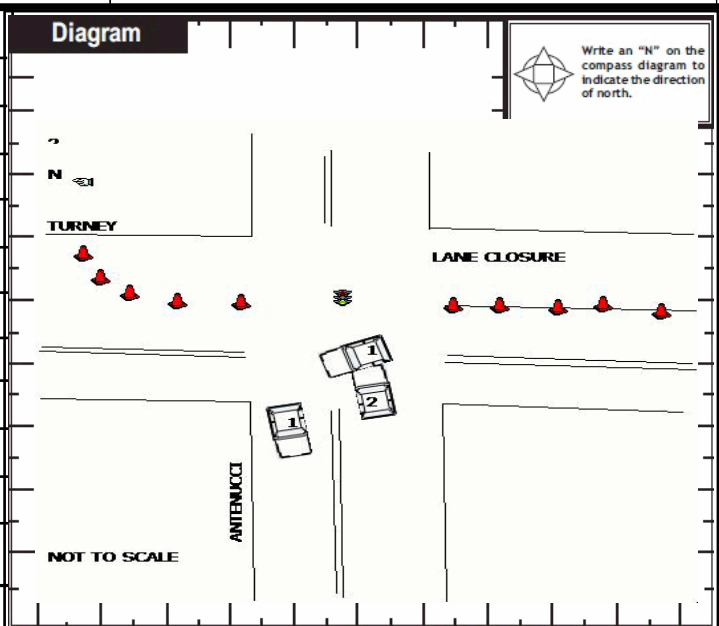 Diagram
Write an "N" on the
compass diagram to
indicate the direction
of north.
N
TURNEY
LANE CLOSURE
1
2
1
ANTENUCCI
NOT TO SCALE